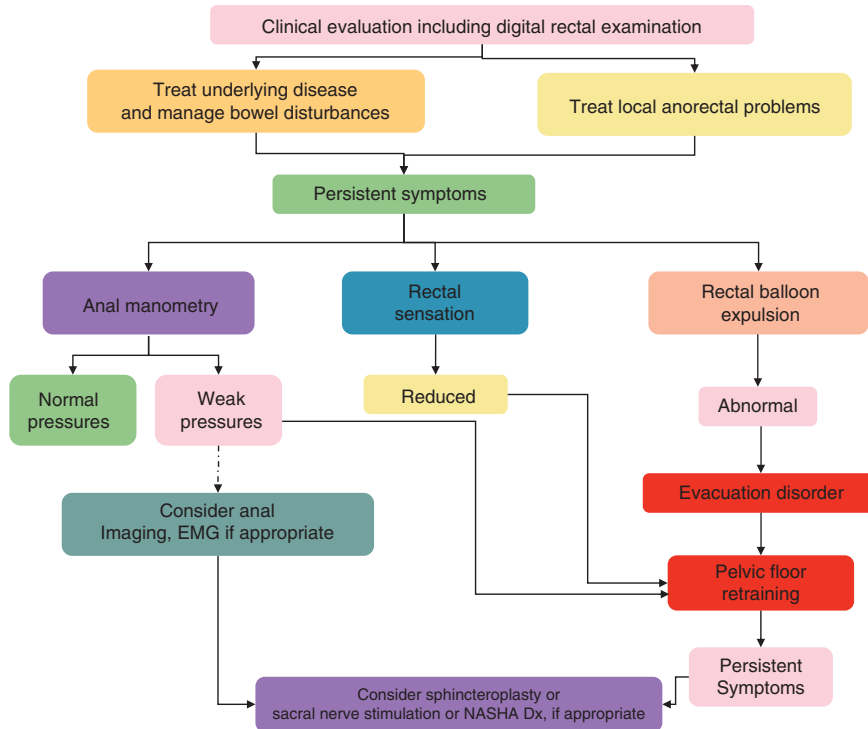 Clinical evaluation including digital rectal examination
Treat underlying disease
and manage bowel disturbances
Treat local anorectal problems
Persistent symptoms
Anal manometry
Rectal
sensation
Rectal balloon
expulsion
Normal
pressures
Weak
pressures
Reduced
Abnormal
Consider anal
Imaging, EMG if appropriate
Evacuation disorder
Pelvic floor
retraining
Persistent
Symptoms
Consider sphincteroplasty or
sacral nerve stimulation or NASHA Dx, if appropriate